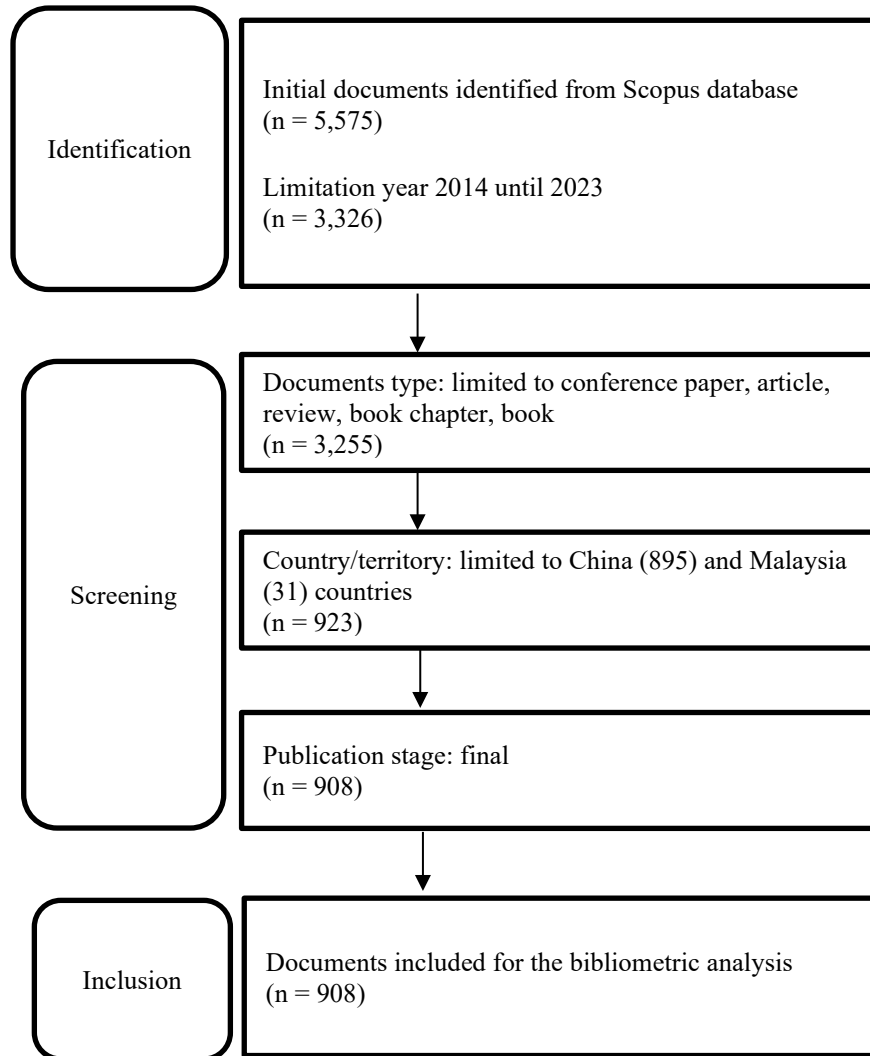 Identification
Initial documents identified from Scopus database
(n = 5,575)
Limitation year 2014 until 2023
(n = 3,326)
Screening
Documents type: limited to conference paper, article,
review, book chapter, book
(n = 3,255)
Country/territory: limited to China (895) and Malaysia
(31) countries
(n = 923)
Publication stage: final
(n = 908)
Inclusion
Documents included for the bibliometric analysis
(n = 908)